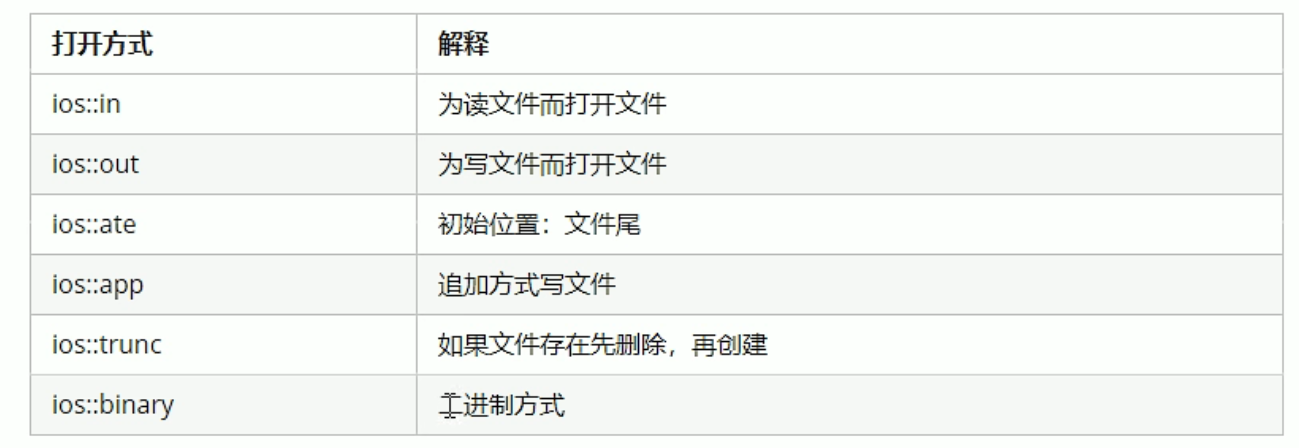 打开方式 解释
ios::in 为读文件而打开文件
ios::out 为写文件而打开文件
ios::ate 初始位置：文件尾
ios::app 追加方式写文件
ios::trunc 如果文件存在先删除，再创建
ios::binary 二进制方式